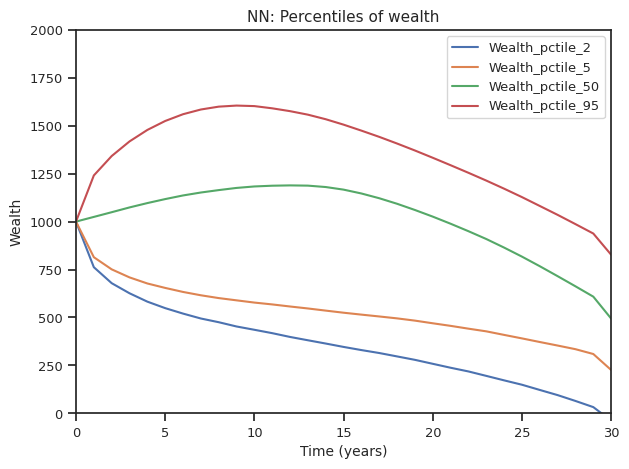 NN: Percentiles of wealth
2000
1750
1500
1250
1000
750
500
250
0
Wealth
Wealth_pctile_2
Wealth_pctile_5
Wealth_pctile_50
Wealth_pctile_95
0 5 10 15 20 25 30
Time (years)